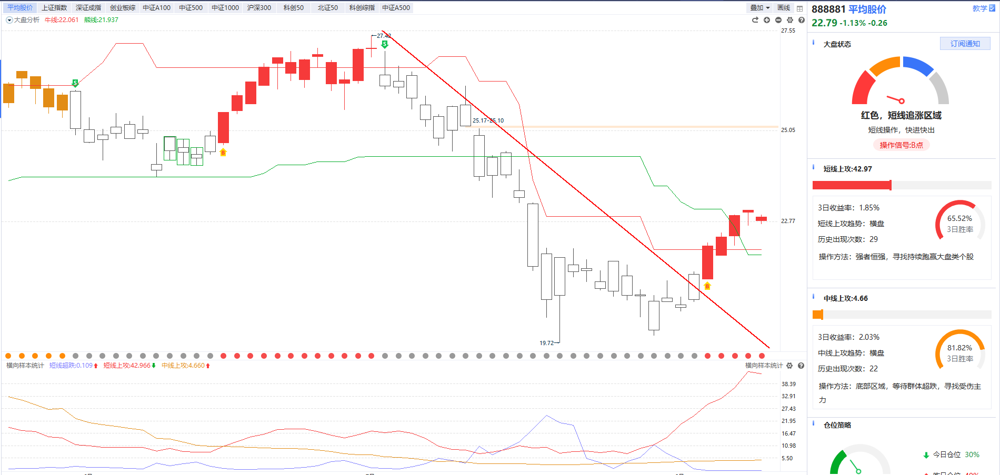 平均股价 上证指数 深证成指 创业板综 中证A100 中证500 中证1000 沪深300 科创50 北证50 科创综指 中证A500 叠加 画线
大盘分析 牛线:22.061 熊线:21.937
27.55
27.42
S
S
25.17-25.10
25.05
B
22.77
B
19.72
横向样本统计 短线超跌:0.109 短线上攻:42.966 中线上攻:4.660
横向样本统计
38.39
32.91
27.43
21.95
16.47
10.98
5.50
888881 平均股价 教学
22.79 -1.13% -0.26
大盘状态 订阅通知
红色，短线追涨区域
短线操作，快进快出
操作信号:B点
短线上攻:42.97
3日收益率：1.85%
短线上攻趋势：横盘
历史出现次数：29
65.52%
3日胜率
操作方法：强者恒强，寻找持续跑赢大盘类个股
中线上攻:4.66
3日收益率：2.03%
中线上攻趋势：横盘
历史出现次数：22
81.82%
3日胜率
操作方法：底部区域，等待群体超跌，寻找受伤主
力
仓位策略
今日仓位 30%